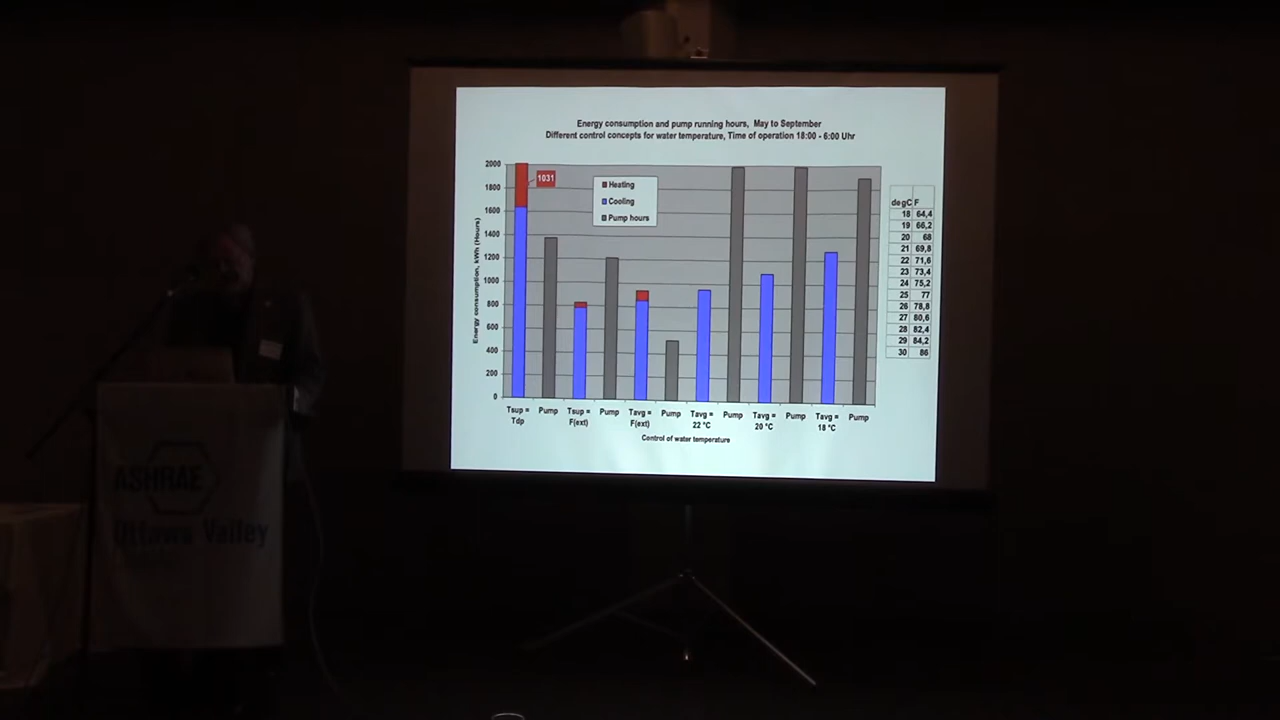 Energy consumption and pump running hours, May to September
Different control concepts for water temperature, Time of operation 18:00 - 6:00 Uhr
Energy consumption, kWh (Hours)
2000
1800
1600
1400
1200
1000
800
600
400
200
0
1031
Heating
Cooling
Pump hours
Tsup = Tdp
Pump
Tsup = F(ext)
Pump
Tavg = F(ext)
Pump
Tavg = 22 °C
Pump
Tavg = 20 °C
Pump
Tavg = 18 °C
Pump
Control of water temperature
degC F
18 64,4
19 66,2
20 68
21 69,8
22 71,6
23 73,4
24 75,2
25 77
26 78,8
27 80,6
28 82,4
29 84,2
30 86
ASHRAE
Ottawa Valley